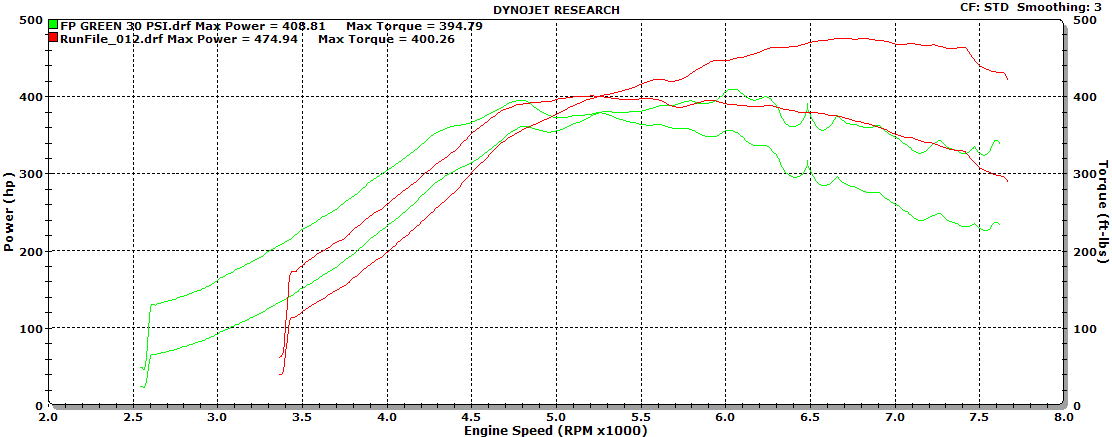 DYNOJET RESEARCH
CF: STD Smoothing: 3
FP GREEN 30 PSI.drf Max Power = 408.81 Max Torque = 394.79
RunFile_012.drf Max Power = 474.94 Max Torque = 400.26
500
400
300
200
100
0
Power (hp)
500
400
300
200
100
0
Torque (ft-lbs)
2.0 2.5 3.0 3.5 4.0 4.5 5.0 5.5 6.0 6.5 7.0 7.5 8.0
Engine Speed (RPM x1000)